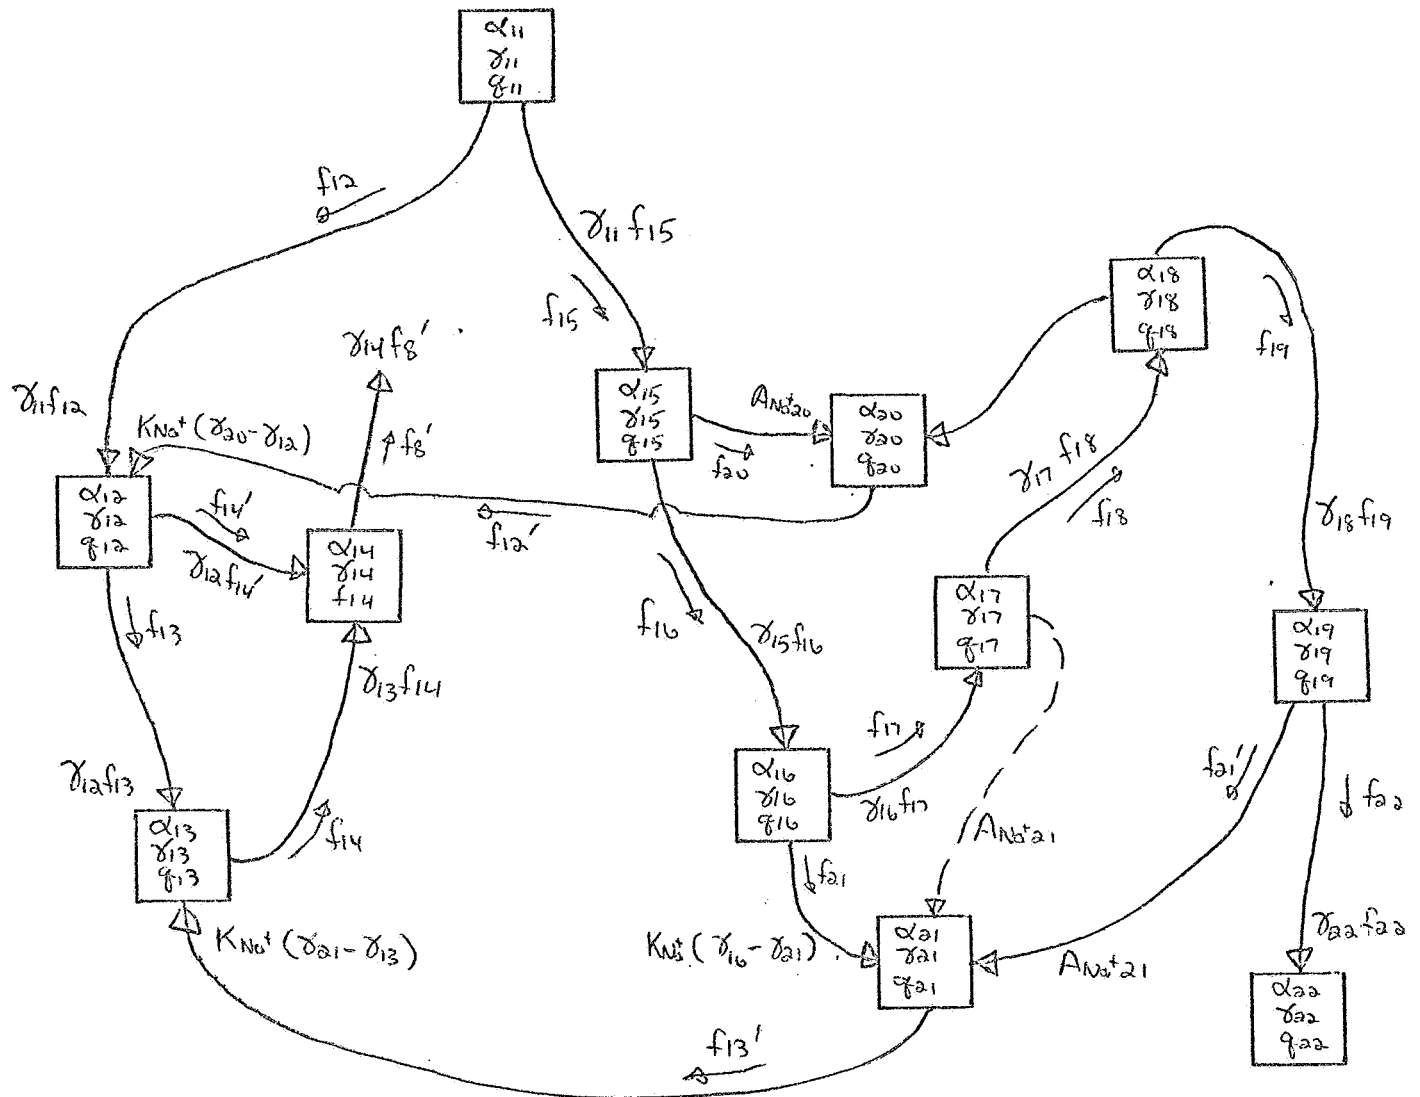 α11
γ11
q11
f12
γ11 f15
f15
α18
γ18
q18
f19
γ14 f8'
f8'
γ11 f12
KNa+ (γ20-γ12)
α15
γ15
q15
ANa+20
f20
α20
γ20
q20
γ17 f18
f18
γ18 f19
α12
γ12
q12
f14'
γ12 f14'
α14
γ14
f14
f12'
f13
f16
γ15 f16
α17
γ17
q17
α19
γ19
q19
γ13 f14
f17
γ12 f13
α13
γ13
q13
f14
α16
γ16
q16
γ16 f17
ANa+21
f21'
f22
f21
KNa+ (γ21-γ13)
KNa+ (γ16-γ21)
α21
γ21
q21
ANa+21
γ22 f22
α22
γ22
q22
f13'